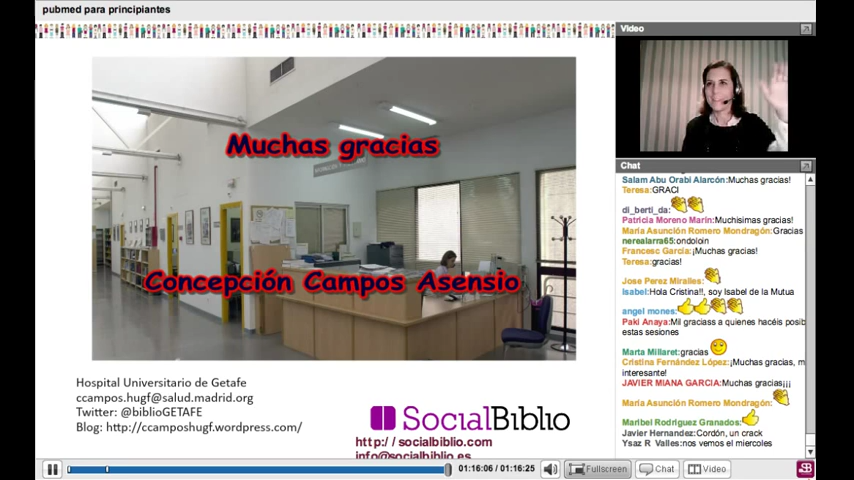 pubmed para principiantes
Video
Muchas gracias
Concepción Campos Asensio
Hospital Universitario de Getafe
ccampos.hugf@salud.madrid.org
Twitter: @biblioGETAFE
Blog: http://ccamposhugf.wordpress.com/
SocialBiblio
http://socialbiblio.com
info@socialbiblio.es
Chat
Salam Abu Orabi Alarcón:Muchas gracias!
Teresa:GRACI
di_berti_da:
Patricia Moreno Marín:Muchisimas gracias!
María Asunción Romero Mondragón:Gracias
nerealarra65:ondoloin
Francesc García:¡Muchas gracias!
Teresa:gracias!
Jose Perez Miralles:
Isabel:Hola Cristina!!, soy Isabel de la Mutua
angel mones:
Paki Anaya:Mil graciass a quienes hacéis posib
estas sesiones
Marta Millaret:gracias
Cristina Fernández López:¡Muchas gracias, m
interesante!
JAVIER MIANA GARCIA:Muchas gracias¡¡¡
María Asunción Romero Mondragón:
Maribel Rodriguez Granados:
Javier Hernandez:Cordón, un crack
Ysaz R Valles:nos vemos el miercoles
01:16:06 / 01:16:25
Fullscreen
Chat
Video
SB